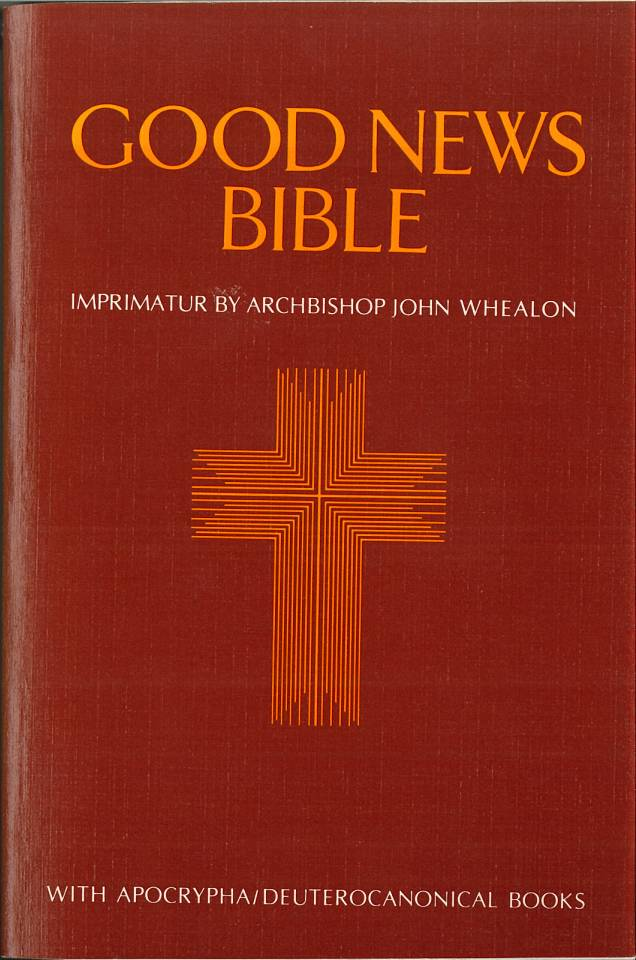 GOOD NEWS
BIBLE
IMPRIMATUR BY ARCHBISHOP JOHN WHEALON
WITH APOCRYPHA/DEUTEROCANONICAL BOOKS